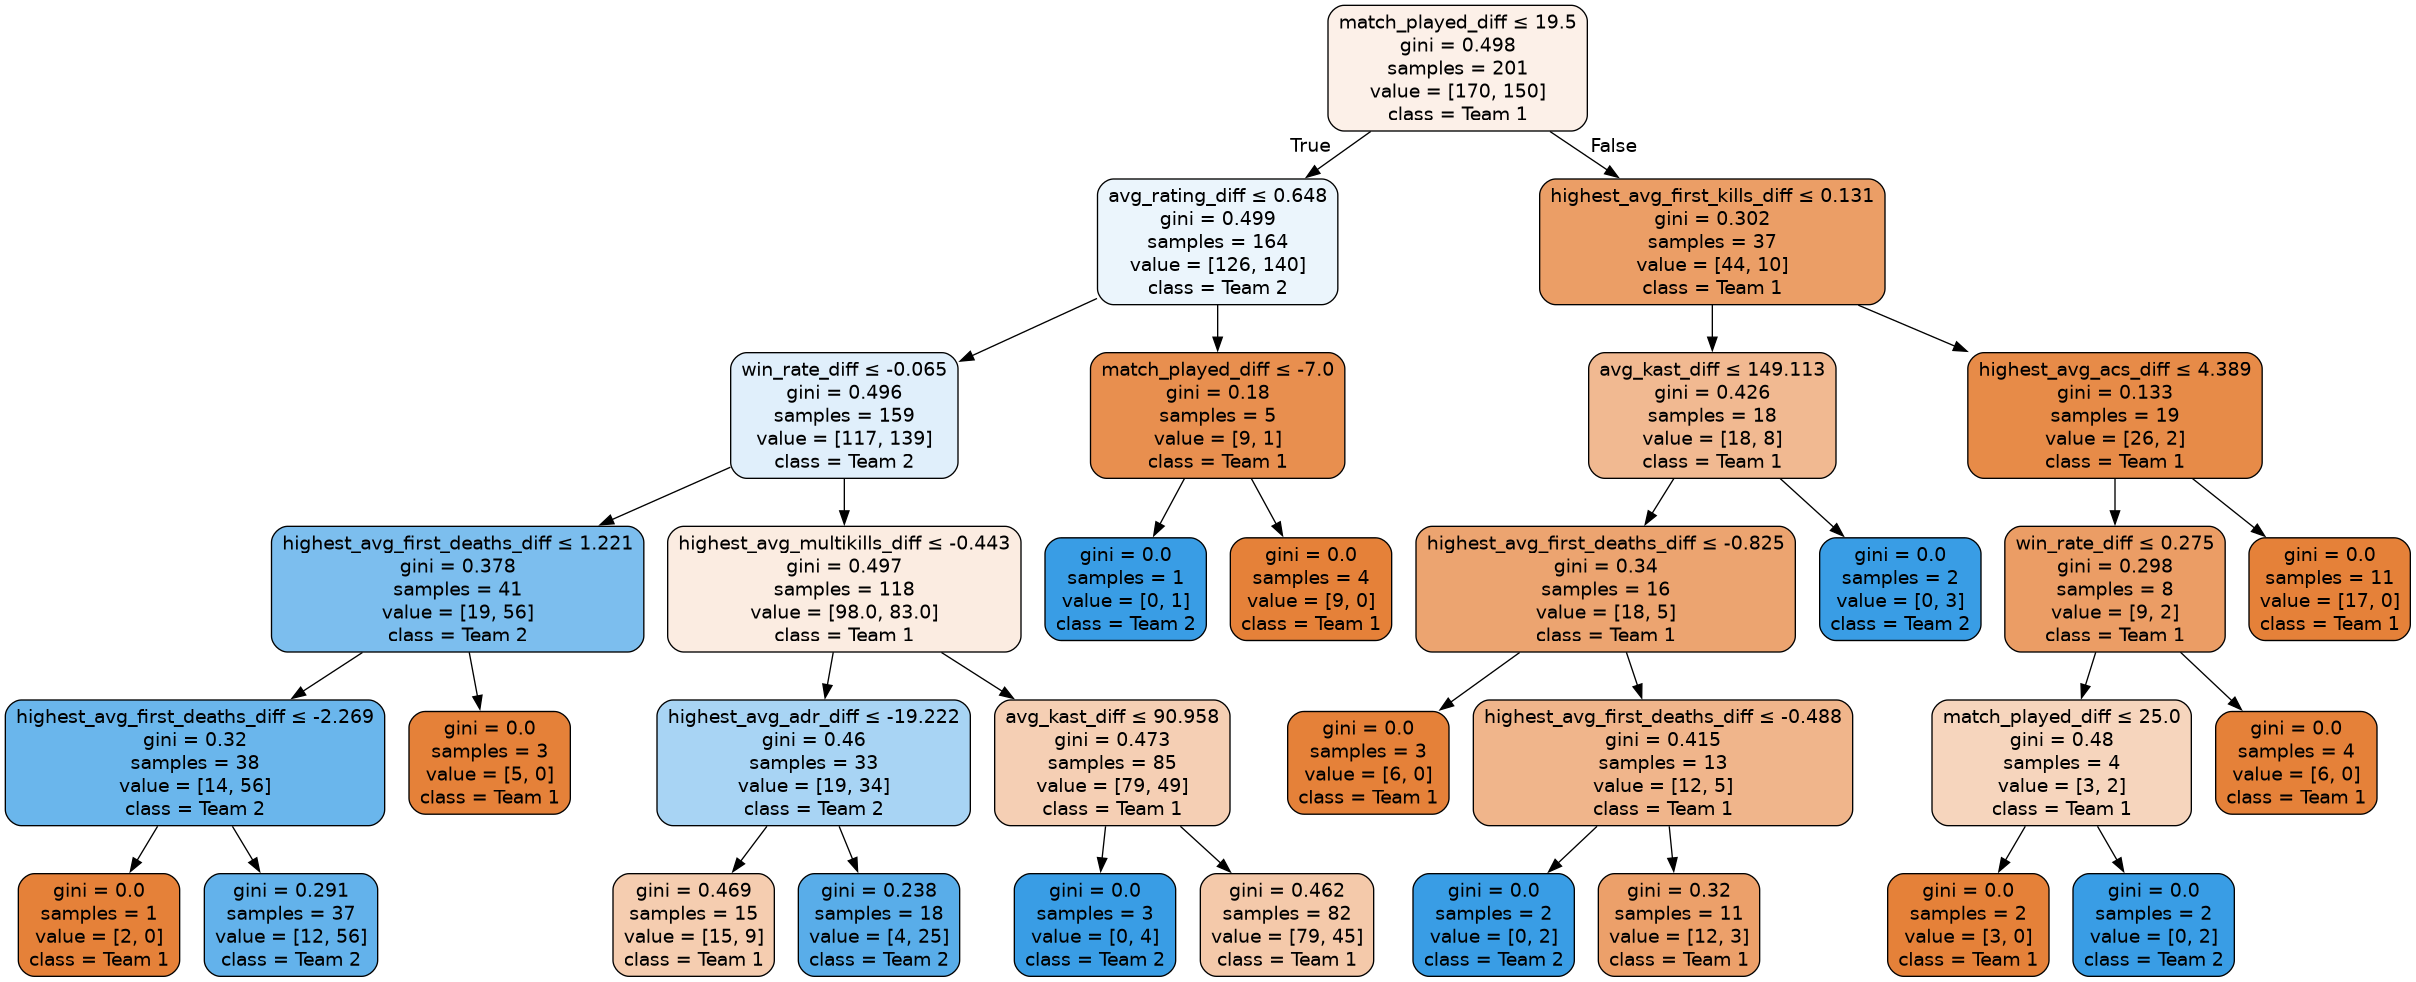 match_played_diff ≤ 19.5
gini = 0.498
samples = 201
value = [170, 150]
class = Team 1
True
False
avg_rating_diff ≤ 0.648
gini = 0.499
samples = 164
value = [126, 140]
class = Team 2
highest_avg_first_kills_diff ≤ 0.131
gini = 0.302
samples = 37
value = [44, 10]
class = Team 1
win_rate_diff ≤ -0.065
gini = 0.496
samples = 159
value = [117, 139]
class = Team 2
match_played_diff ≤ -7.0
gini = 0.18
samples = 5
value = [9, 1]
class = Team 1
avg_kast_diff ≤ 149.113
gini = 0.426
samples = 18
value = [18, 8]
class = Team 1
highest_avg_acs_diff ≤ 4.389
gini = 0.133
samples = 19
value = [26, 2]
class = Team 1
highest_avg_first_deaths_diff ≤ 1.221
gini = 0.378
samples = 41
value = [19, 56]
class = Team 2
highest_avg_multikills_diff ≤ -0.443
gini = 0.497
samples = 118
value = [98.0, 83.0]
class = Team 1
gini = 0.0
samples = 1
value = [0, 1]
class = Team 2
gini = 0.0
samples = 4
value = [9, 0]
class = Team 1
highest_avg_first_deaths_diff ≤ -0.825
gini = 0.34
samples = 16
value = [18, 5]
class = Team 1
gini = 0.0
samples = 2
value = [0, 3]
class = Team 2
win_rate_diff ≤ 0.275
gini = 0.298
samples = 8
value = [9, 2]
class = Team 1
gini = 0.0
samples = 11
value = [17, 0]
class = Team 1
highest_avg_first_deaths_diff ≤ -2.269
gini = 0.32
samples = 38
value = [14, 56]
class = Team 2
gini = 0.0
samples = 3
value = [5, 0]
class = Team 1
highest_avg_adr_diff ≤ -19.222
gini = 0.46
samples = 33
value = [19, 34]
class = Team 2
avg_kast_diff ≤ 90.958
gini = 0.473
samples = 85
value = [79, 49]
class = Team 1
gini = 0.0
samples = 3
value = [6, 0]
class = Team 1
highest_avg_first_deaths_diff ≤ -0.488
gini = 0.415
samples = 13
value = [12, 5]
class = Team 1
match_played_diff ≤ 25.0
gini = 0.48
samples = 4
value = [3, 2]
class = Team 1
gini = 0.0
samples = 4
value = [6, 0]
class = Team 1
gini = 0.0
samples = 1
value = [2, 0]
class = Team 1
gini = 0.291
samples = 37
value = [12, 56]
class = Team 2
gini = 0.469
samples = 15
value = [15, 9]
class = Team 1
gini = 0.238
samples = 18
value = [4, 25]
class = Team 2
gini = 0.0
samples = 3
value = [0, 4]
class = Team 2
gini = 0.462
samples = 82
value = [79, 45]
class = Team 1
gini = 0.0
samples = 2
value = [0, 2]
class = Team 2
gini = 0.32
samples = 11
value = [12, 3]
class = Team 1
gini = 0.0
samples = 2
value = [3, 0]
class = Team 1
gini = 0.0
samples = 2
value = [0, 2]
class = Team 2